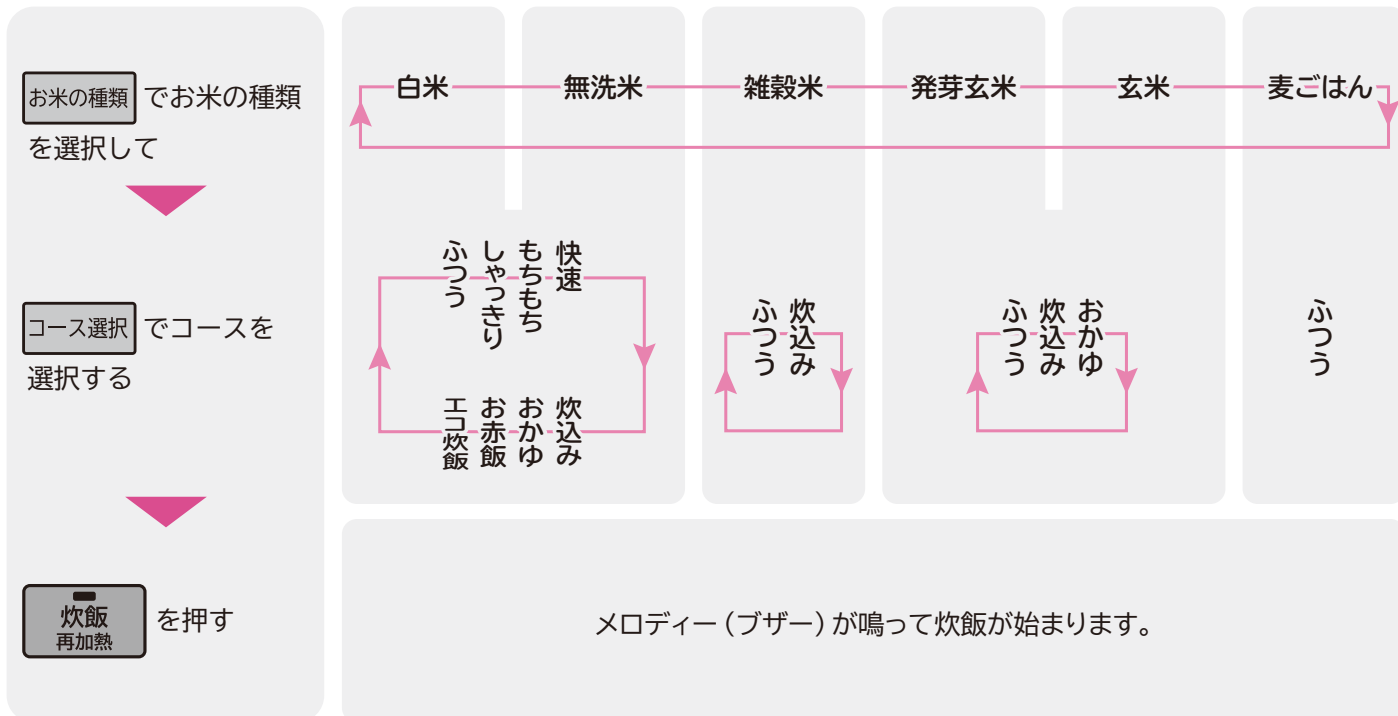 お米の種類 でお米の種類
を選択して
白米
無洗米
雑穀米
発芽玄米
玄米
麦ごはん
コース選択 でコースを
選択する
ふつう
しゃっきり
もちもち
快速
炊込み
おかゆ
お赤飯
エコ炊飯
ふつう
炊込み
ふつう
炊込み
おかゆ
ふつう
炊飯
再加熱
を押す
メロディー（ブザー）が鳴って炊飯が始まります。